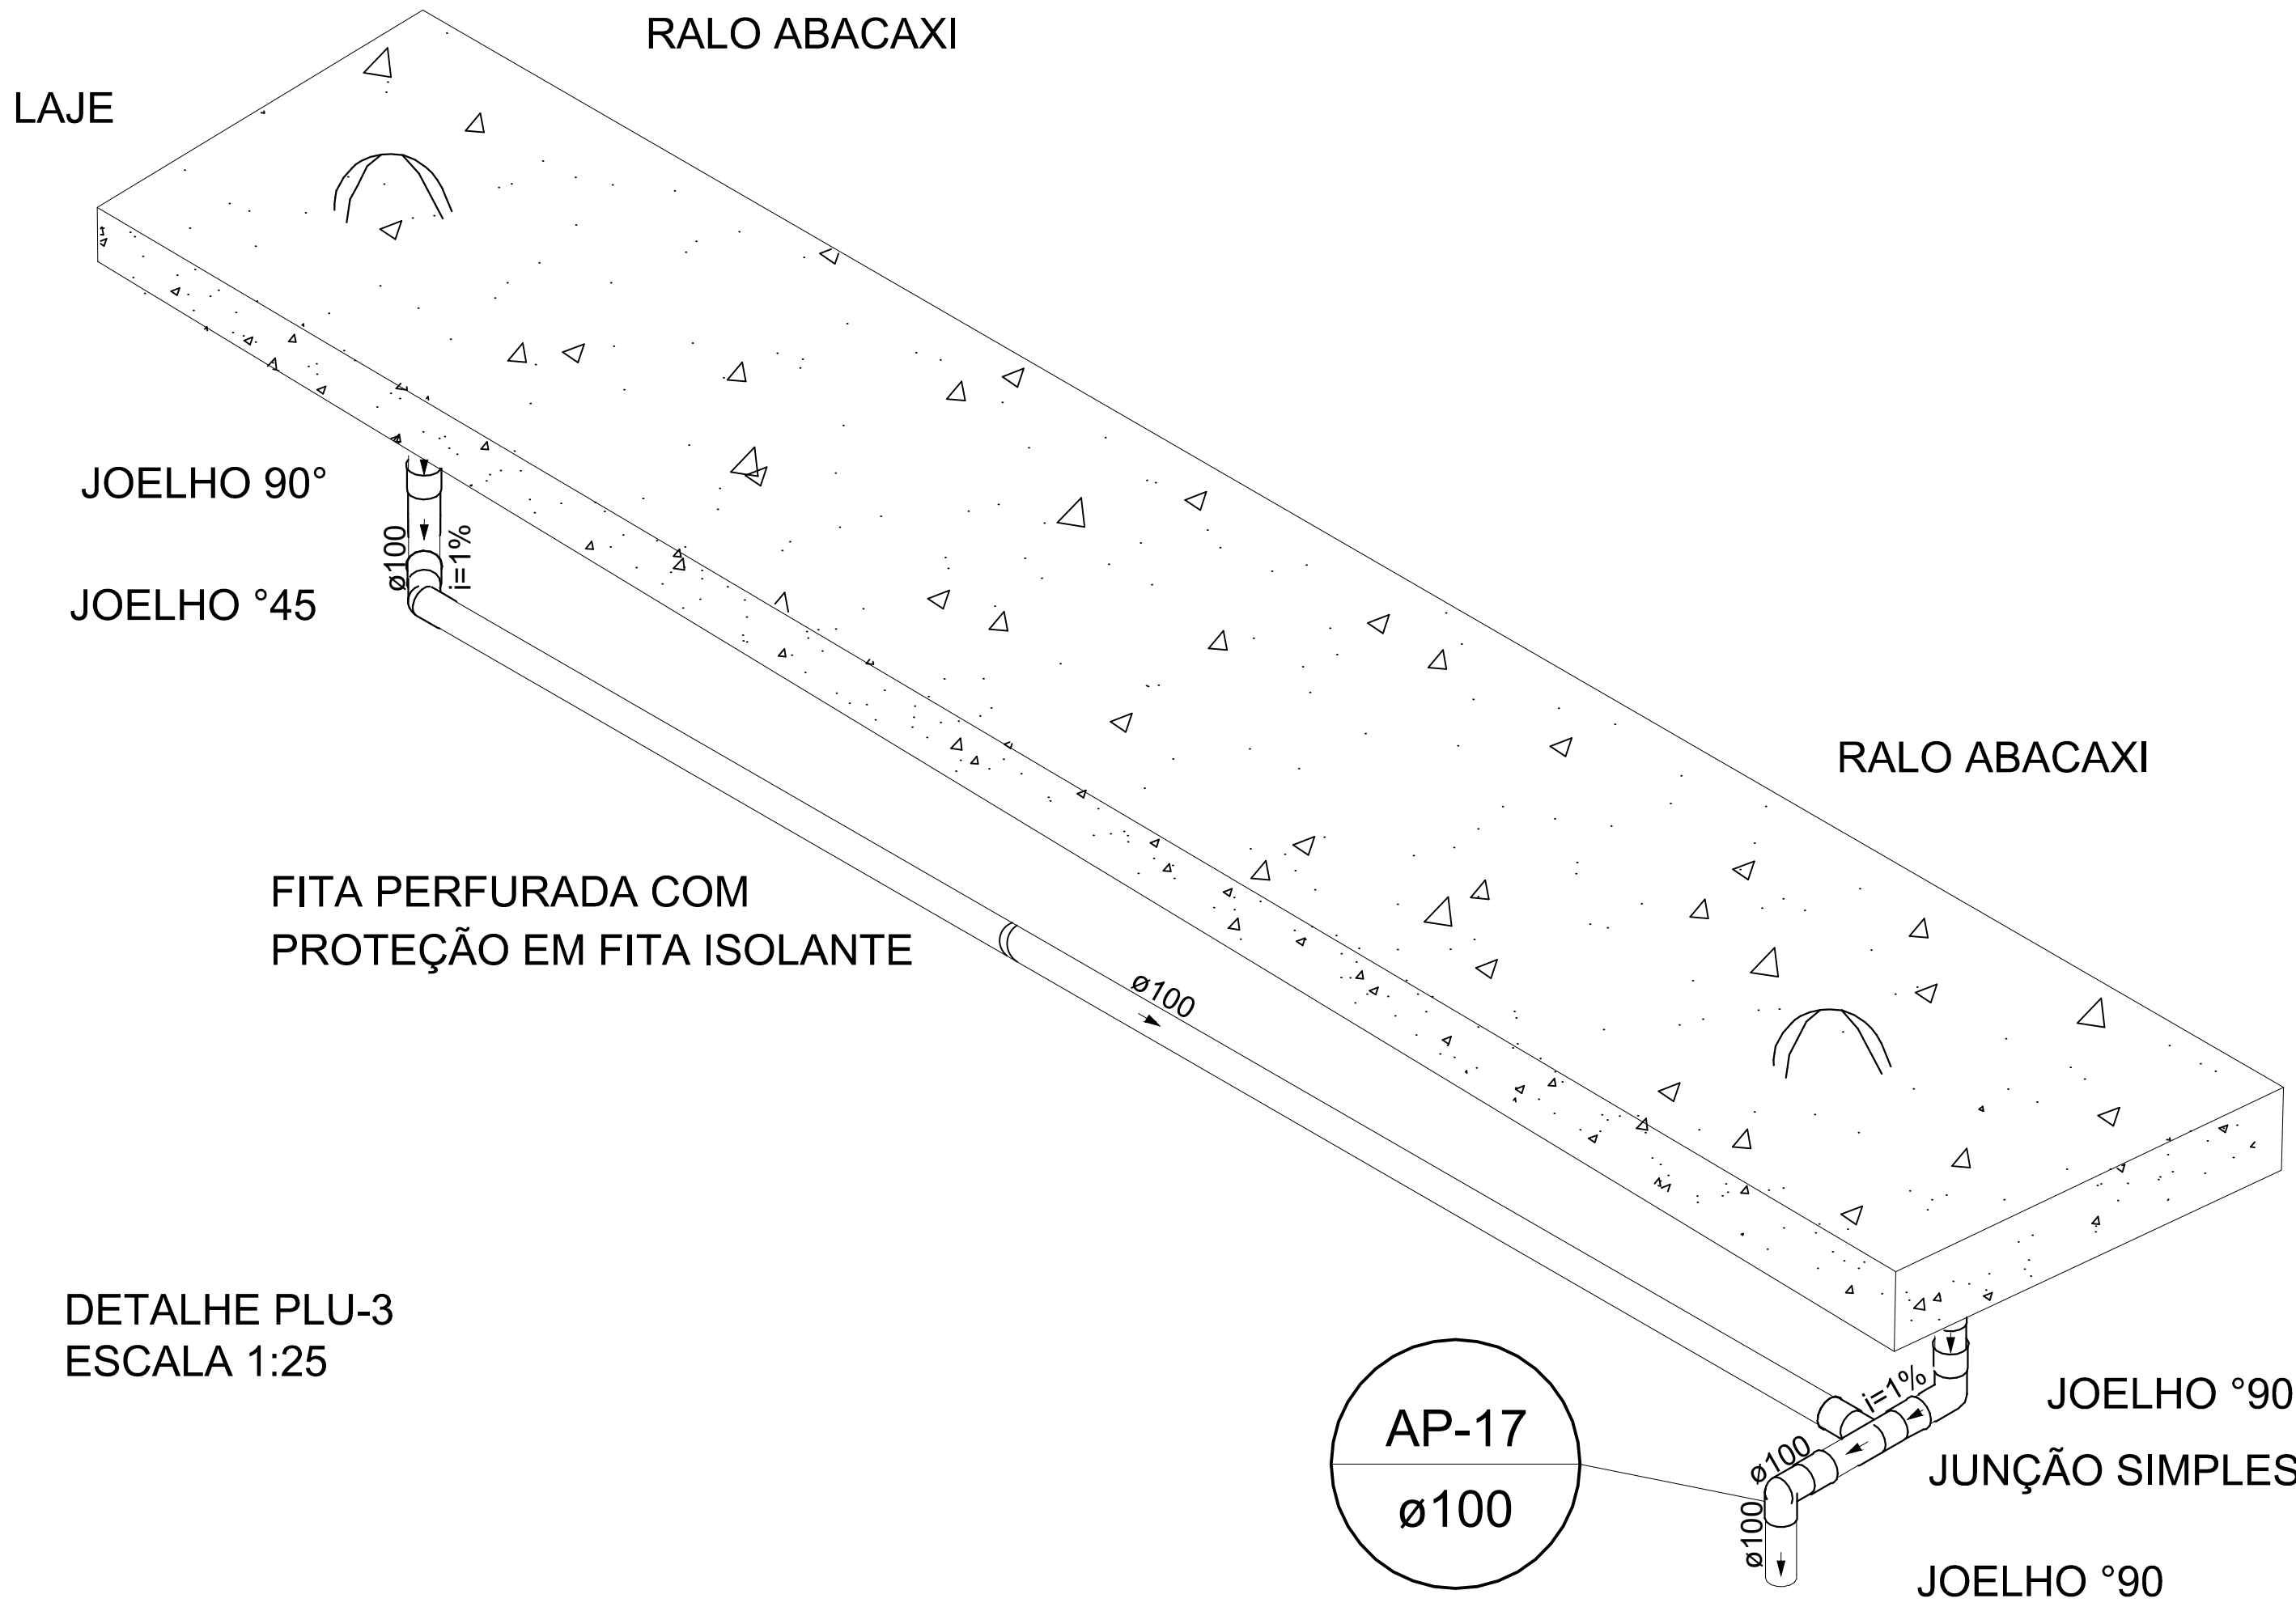 RALO ABACAXI
LAJE
JOELHO 90°
ø100
i=1%
JOELHO °45
RALO ABACAXI
FITA PERFURADA COM
PROTEÇÃO EM FITA ISOLANTE
ø100
DETALHE PLU-3
ESCALA 1:25
AP-17
ø100
i=1%
JOELHO °90
ø100
JUNÇÃO SIMPLES
ø100
JOELHO °90